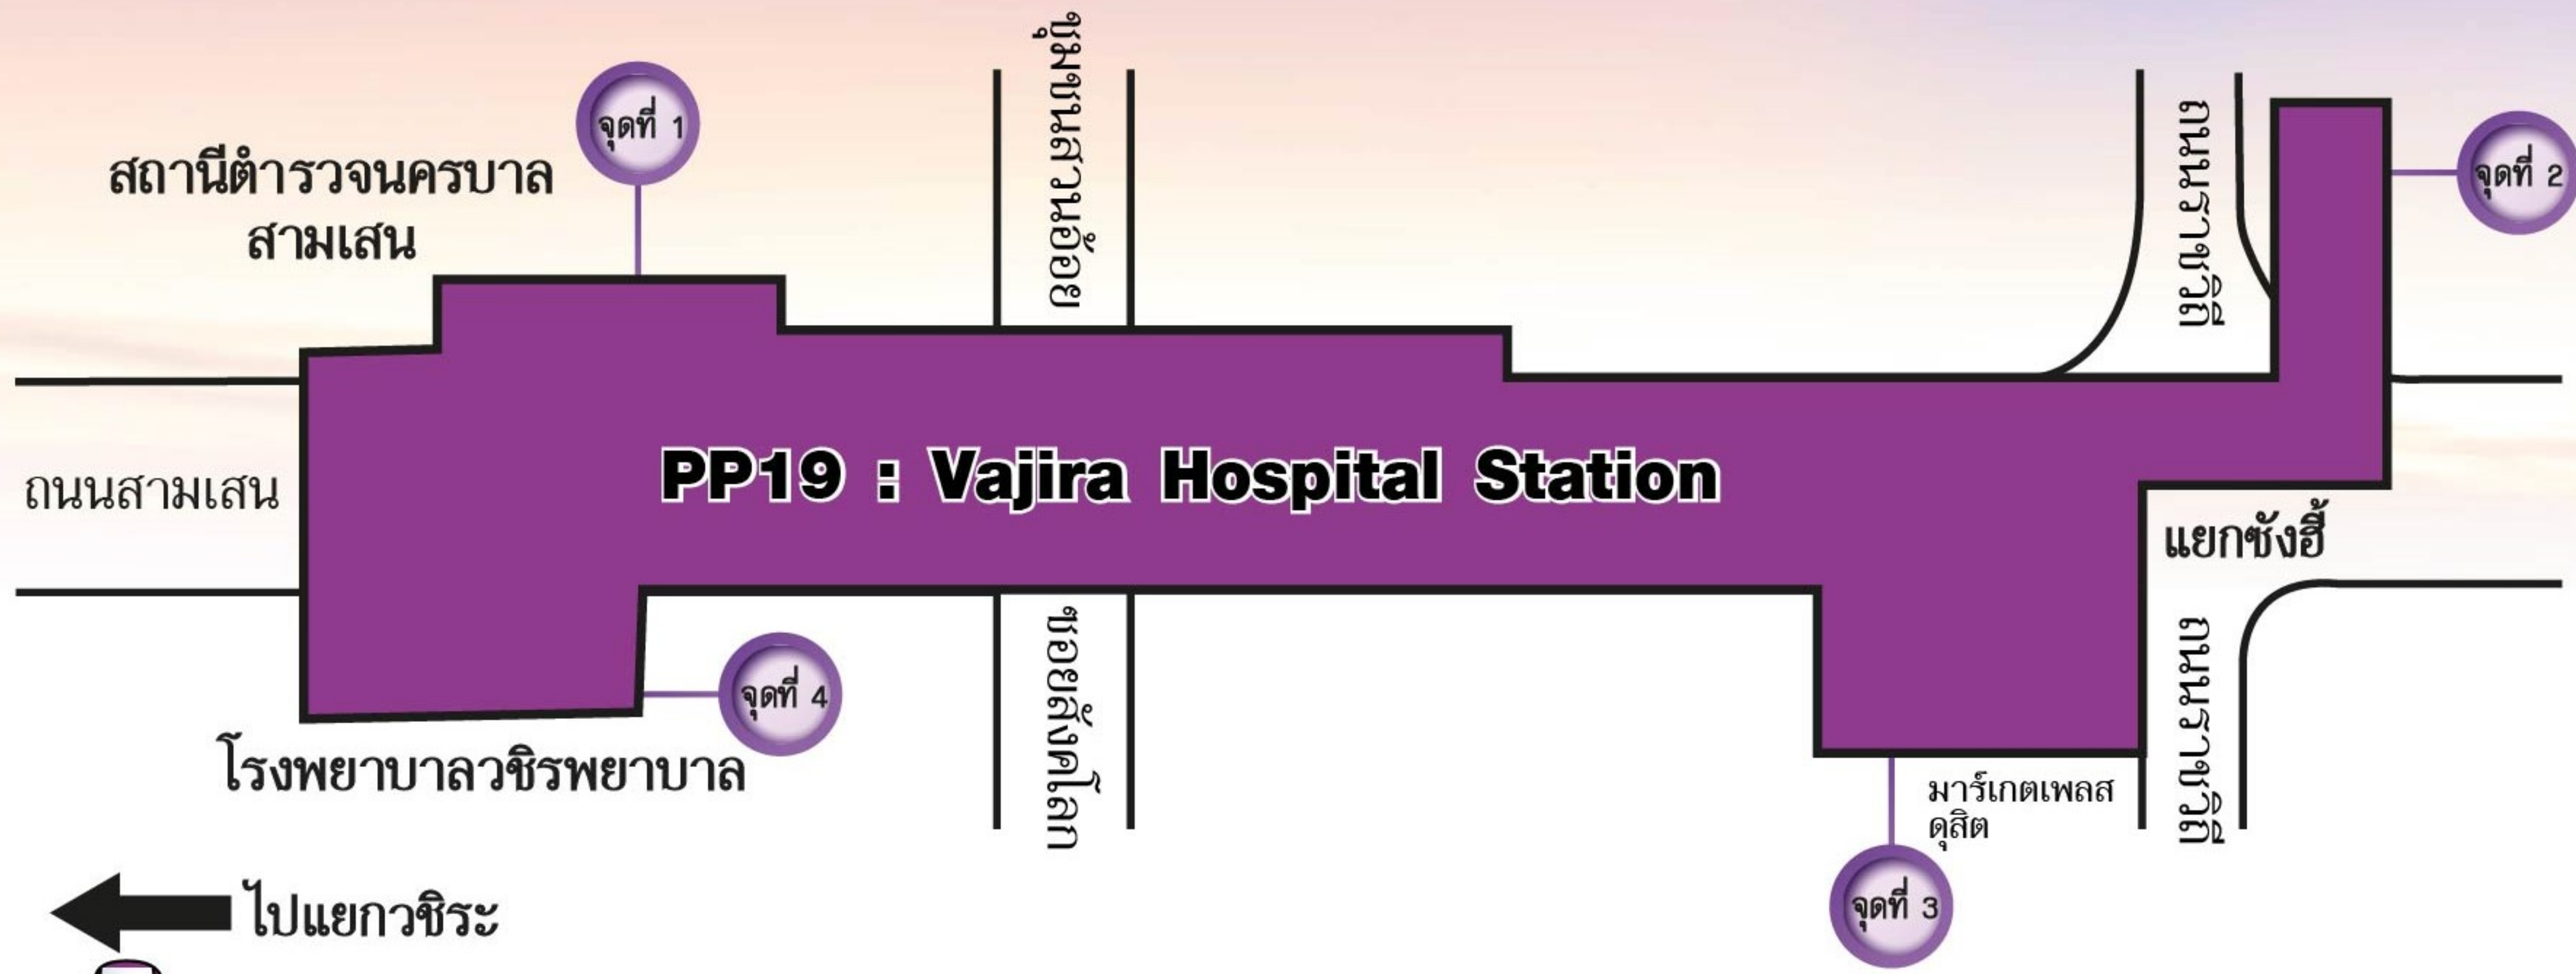 ชุมชนสวนอ้อย
จุดที่ 1
สถานีตำรวจนครบาล
สามเสน
ถนนราชวิถี
จุดที่ 2
PP19 : Vajira Hospital Station
ถนนสามเสน
แยกซังฮี้
ซอยสังคโลก
ถนนราชวิถี
จุดที่ 4
โรงพยาบาลวชิรพยาบาล
มาร์เกตเพลส
ดุสิต
จุดที่ 3
ไปแยกวชิระ